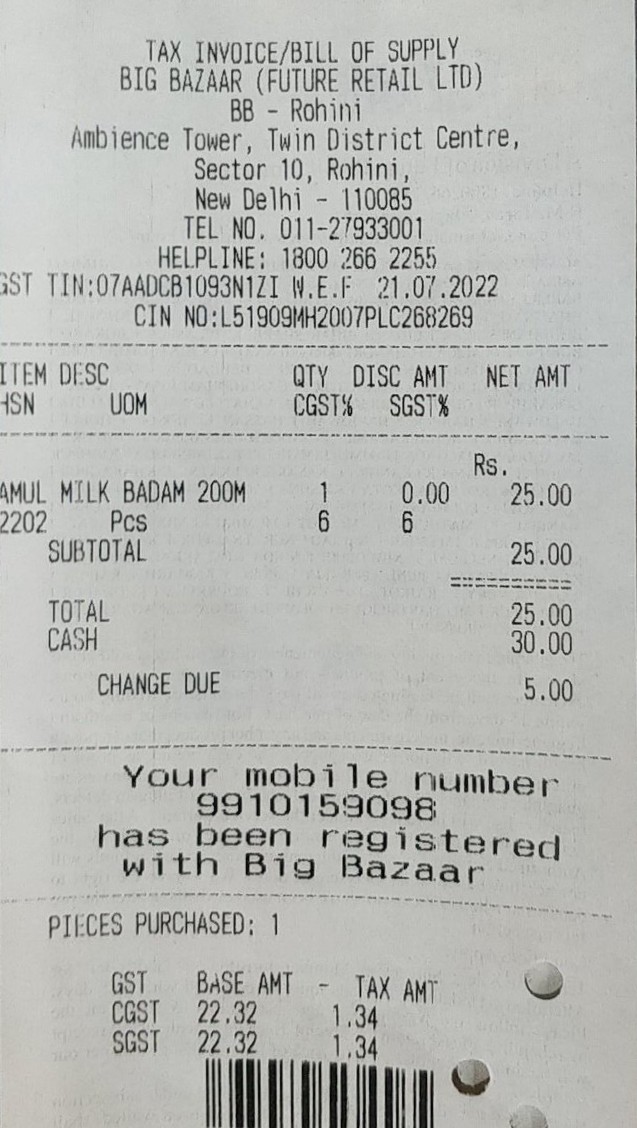 TAX INVOICE/BILL OF SUPPLY
BIG BAZAAR (FUTURE RETAIL LTD)
BB - Rohini
Ambience Tower, Twin District Centre,
Sector 10, Rohini,
New Delhi - 110085
TEL NO. 011-27933001
HELPLINE: 1800 266 2255
GST TIN:07AADCB1093N1ZI W.E.F 21.07.2022
CIN NO:L51909MH2007PLC268269
ITEM DESC QTY DISC AMT NET AMT
HSN UOM CGST% SGST%
Rs.
AMUL MILK BADAM 200M 1 0.00 25.00
2202 Pcs 6 6
SUBTOTAL 25.00
==========
TOTAL 25.00
CASH 30.00
CHANGE DUE 5.00
Your mobile number
9910159098
has been registered
with Big Bazaar
PIECES PURCHASED: 1
GST BASE AMT - TAX AMT
CGST 22.32 1.34
SGST 22.32 1.34